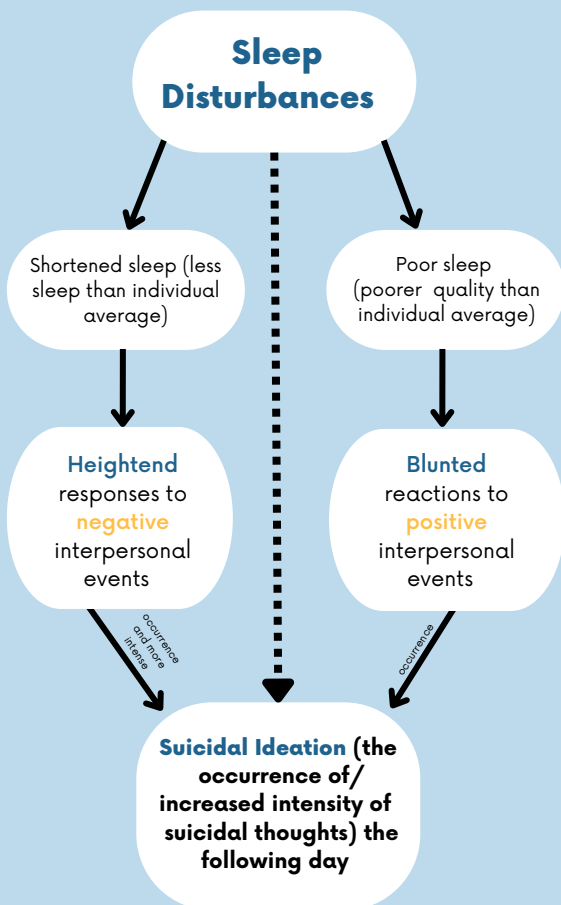 Sleep
Disturbances
Shortened sleep (less
sleep than individual
average)
Poor sleep
(poorer quality than
individual average)
Heightend
responses to
negative
interpersonal
events
Blunted
reactions to
positive
interpersonal
events
occurrence
and more
intense
occurrence
Suicidal Ideation (the
occurrence of/
increased intensity of
suicidal thoughts) the
following day